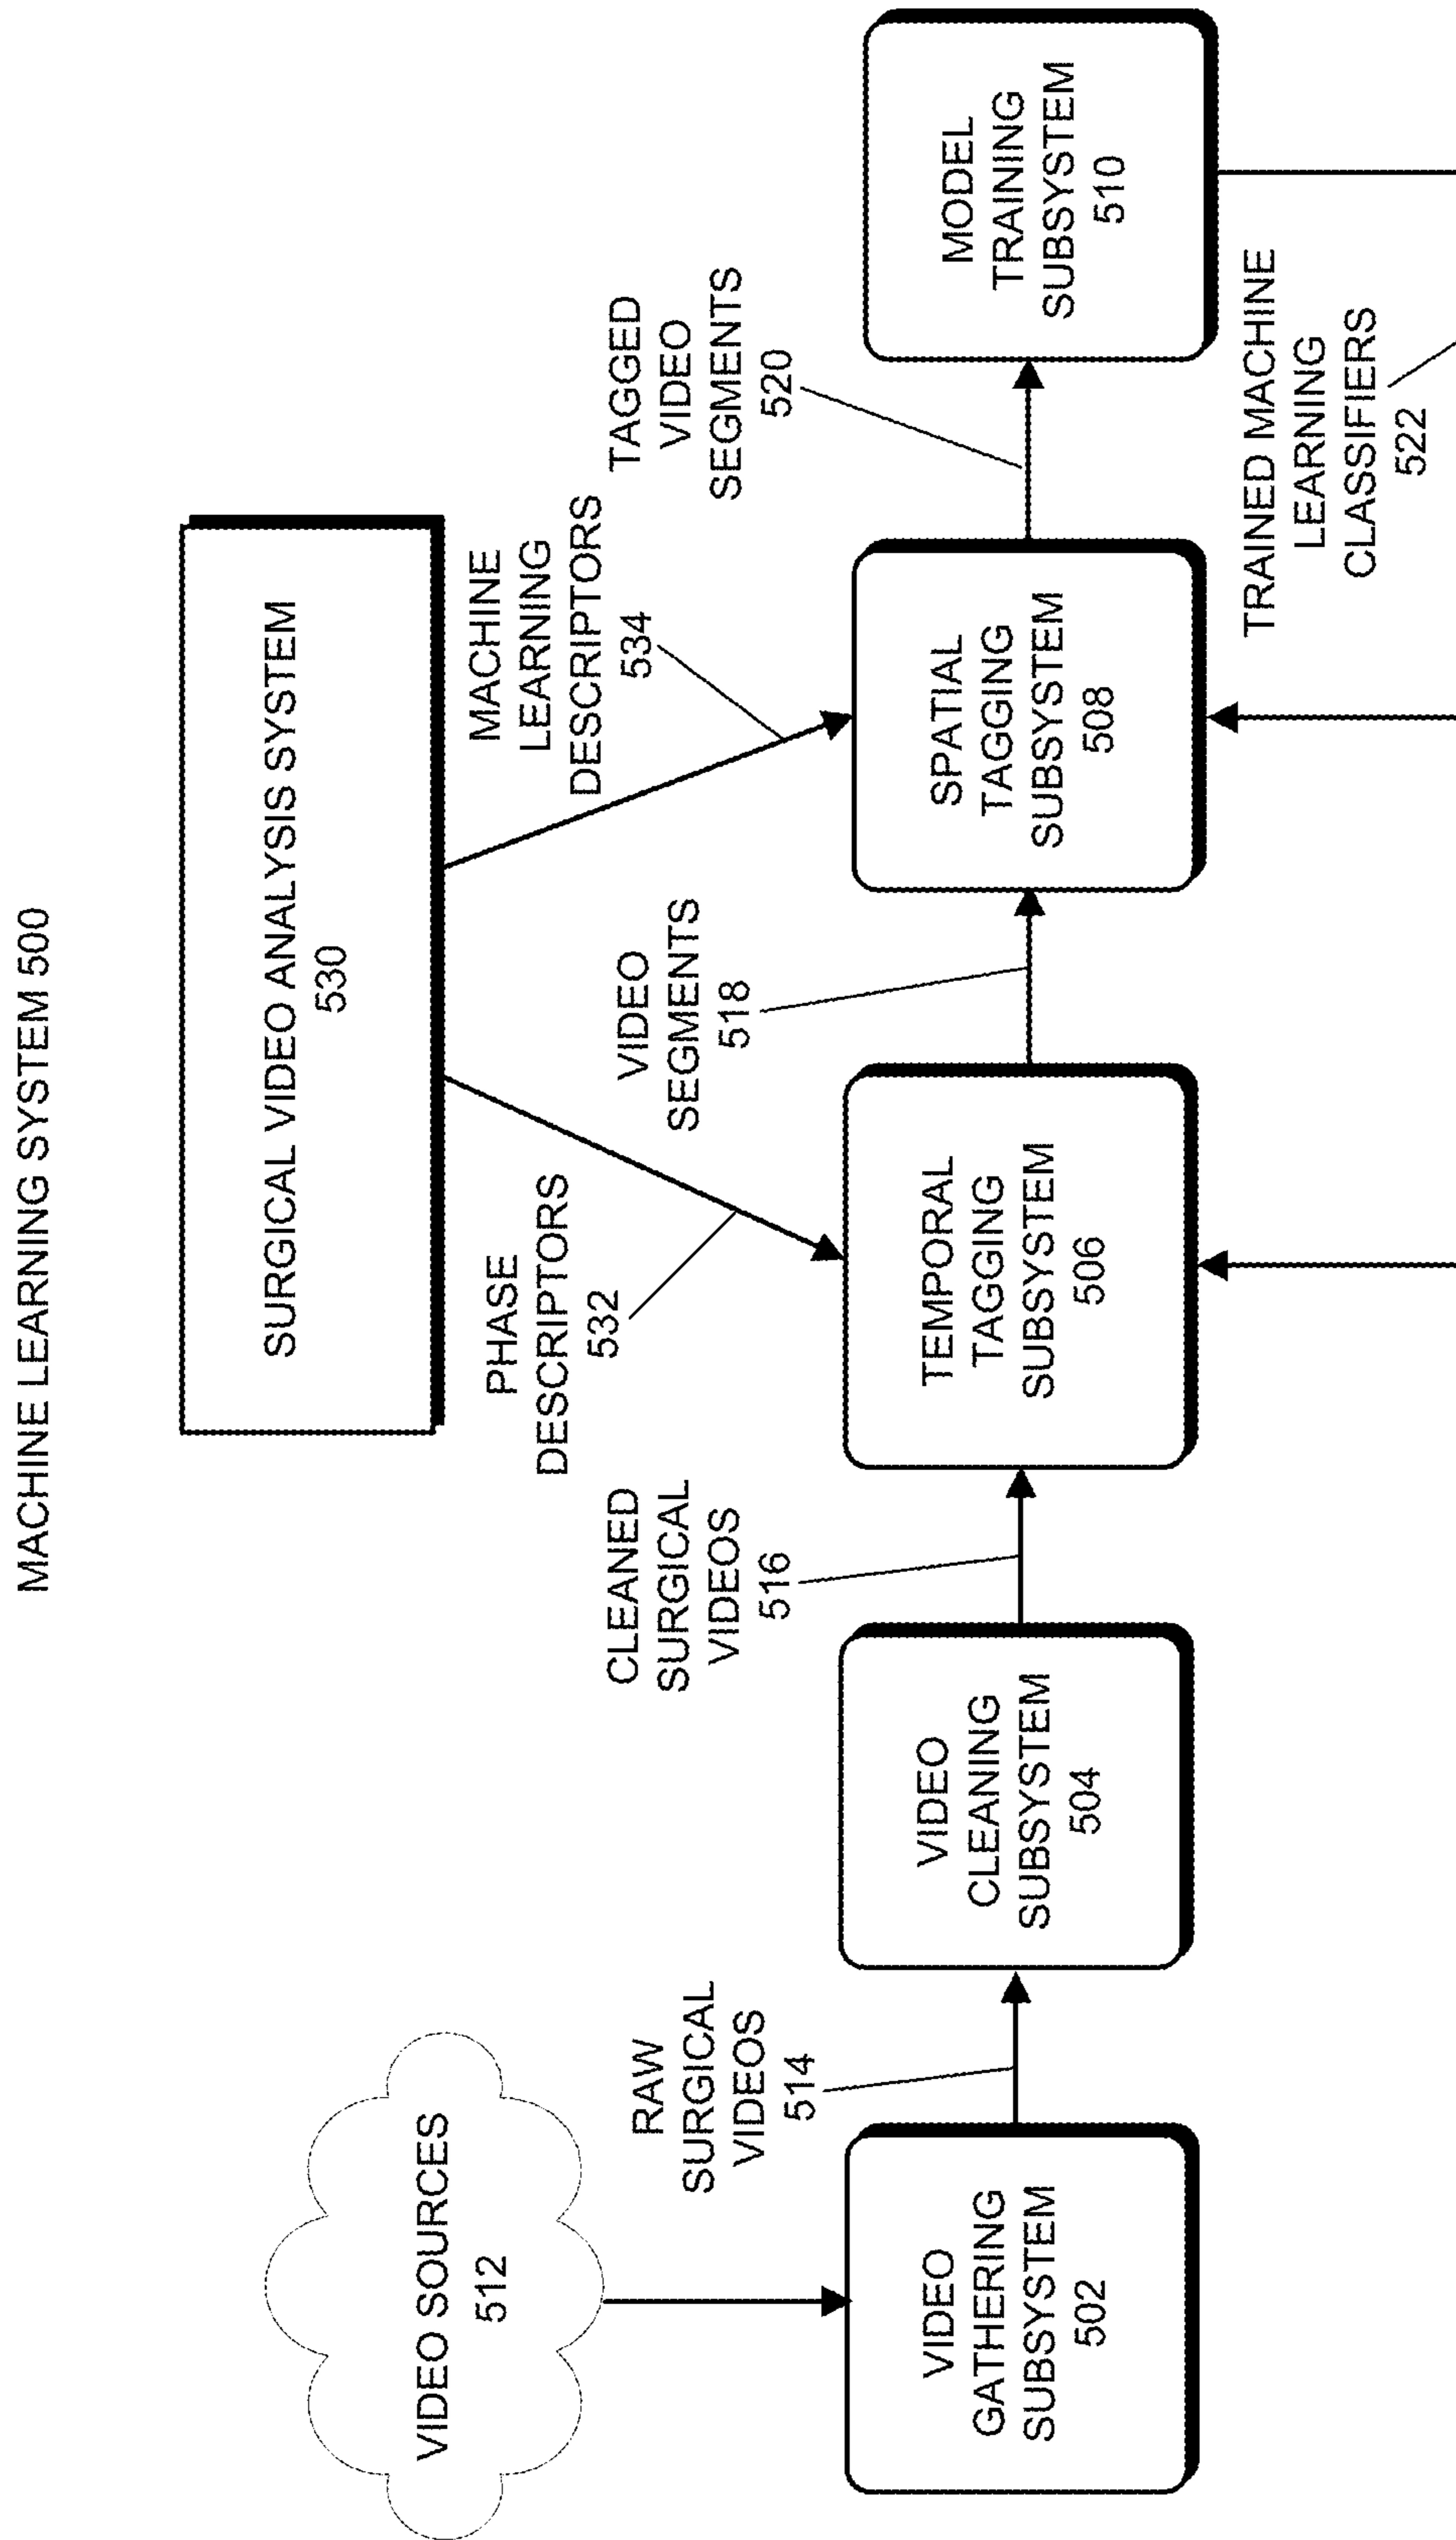 MACHINE LEARNING SYSTEM 500
SURGICAL VIDEO ANALYSIS SYSTEM
530
VIDEO SOURCES
512
PHASE
DESCRIPTORS
532
MACHINE
LEARNING
DESCRIPTORS
534
RAW
SURGICAL
VIDEOS
514
CLEANED
SURGICAL
VIDEOS
516
VIDEO
SEGMENTS
518
TAGGED
VIDEO
SEGMENTS
520
VIDEO
GATHERING
SUBSYSTEM
502
VIDEO
CLEANING
SUBSYSTEM
504
TEMPORAL
TAGGING
SUBSYSTEM
506
SPATIAL
TAGGING
SUBSYSTEM
508
MODEL
TRAINING
SUBSYSTEM
510
TRAINED MACHINE
LEARNING
CLASSIFIERS
522